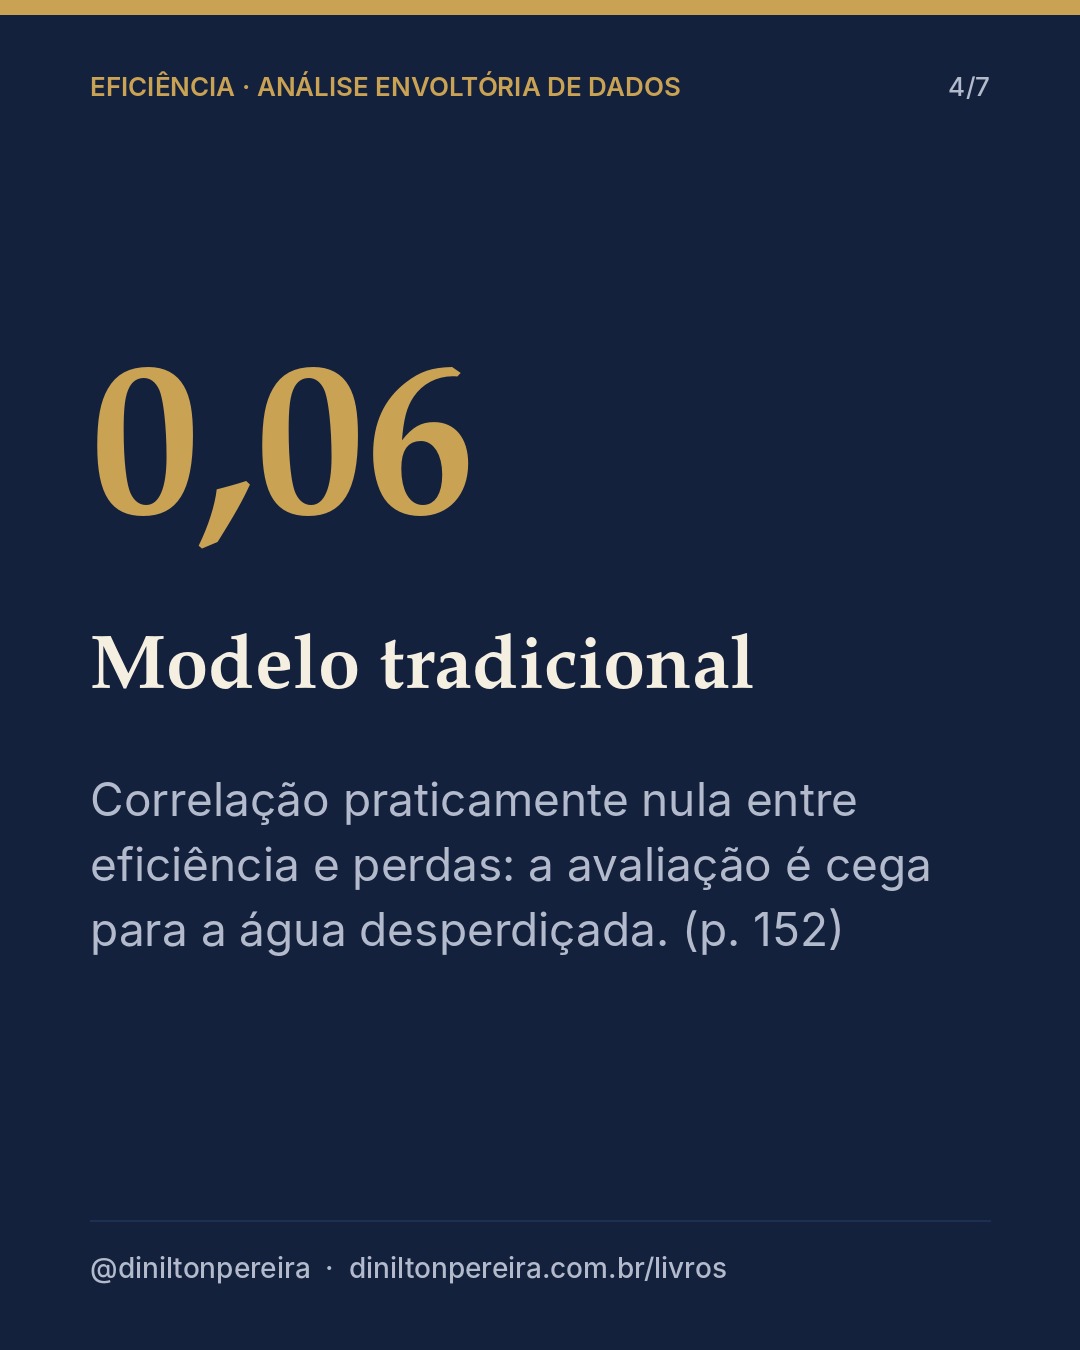 EFICIÊNCIA · ANÁLISE ENVOLTÓRIA DE DADOS
4/7
0,06
Modelo tradicional
Correlação praticamente nula entre
eficiência e perdas: a avaliação é cega
para a água desperdiçada. (p. 152)
@diniltonpereira · diniltonpereira.com.br/livros